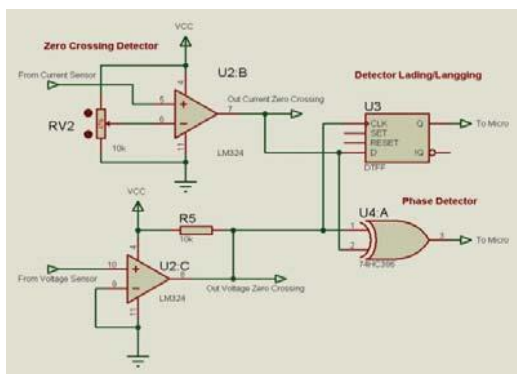 VCC
Zero Crossing Detector
From Current Sensor
U2:B
4
5
6
7
11
Out Current Zero Crossing
RV2
10k
LM324
Detector Lading/Langging
U3
CLK
SET
RESET
D
Q
!Q
DTFF
To Micro
VCC
R5
10k
Phase Detector
U4:A
1
2
3
To Micro
4
From Voltage Sensor
10
9
8
11
U2:C
LM324
Out Voltage Zero Crossing